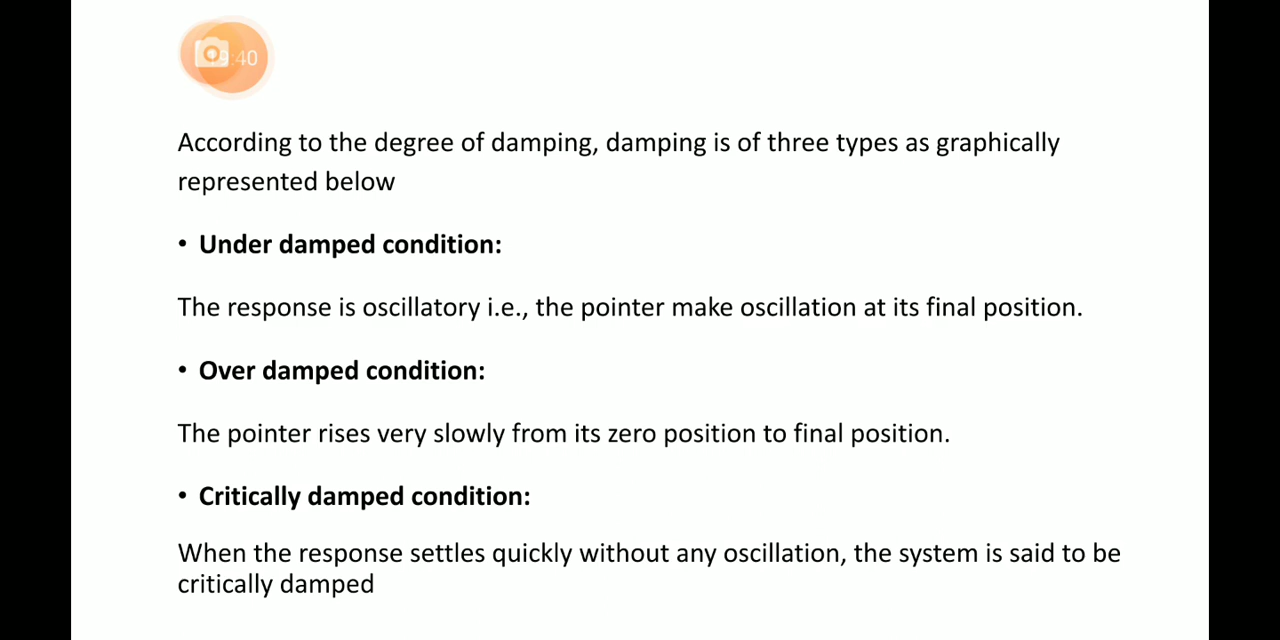 :40
According to the degree of damping, damping is of three types as graphically
represented below
• Under damped condition:
The response is oscillatory i.e., the pointer make oscillation at its final position.
• Over damped condition:
The pointer rises very slowly from its zero position to final position.
• Critically damped condition:
When the response settles quickly without any oscillation, the system is said to be
critically damped